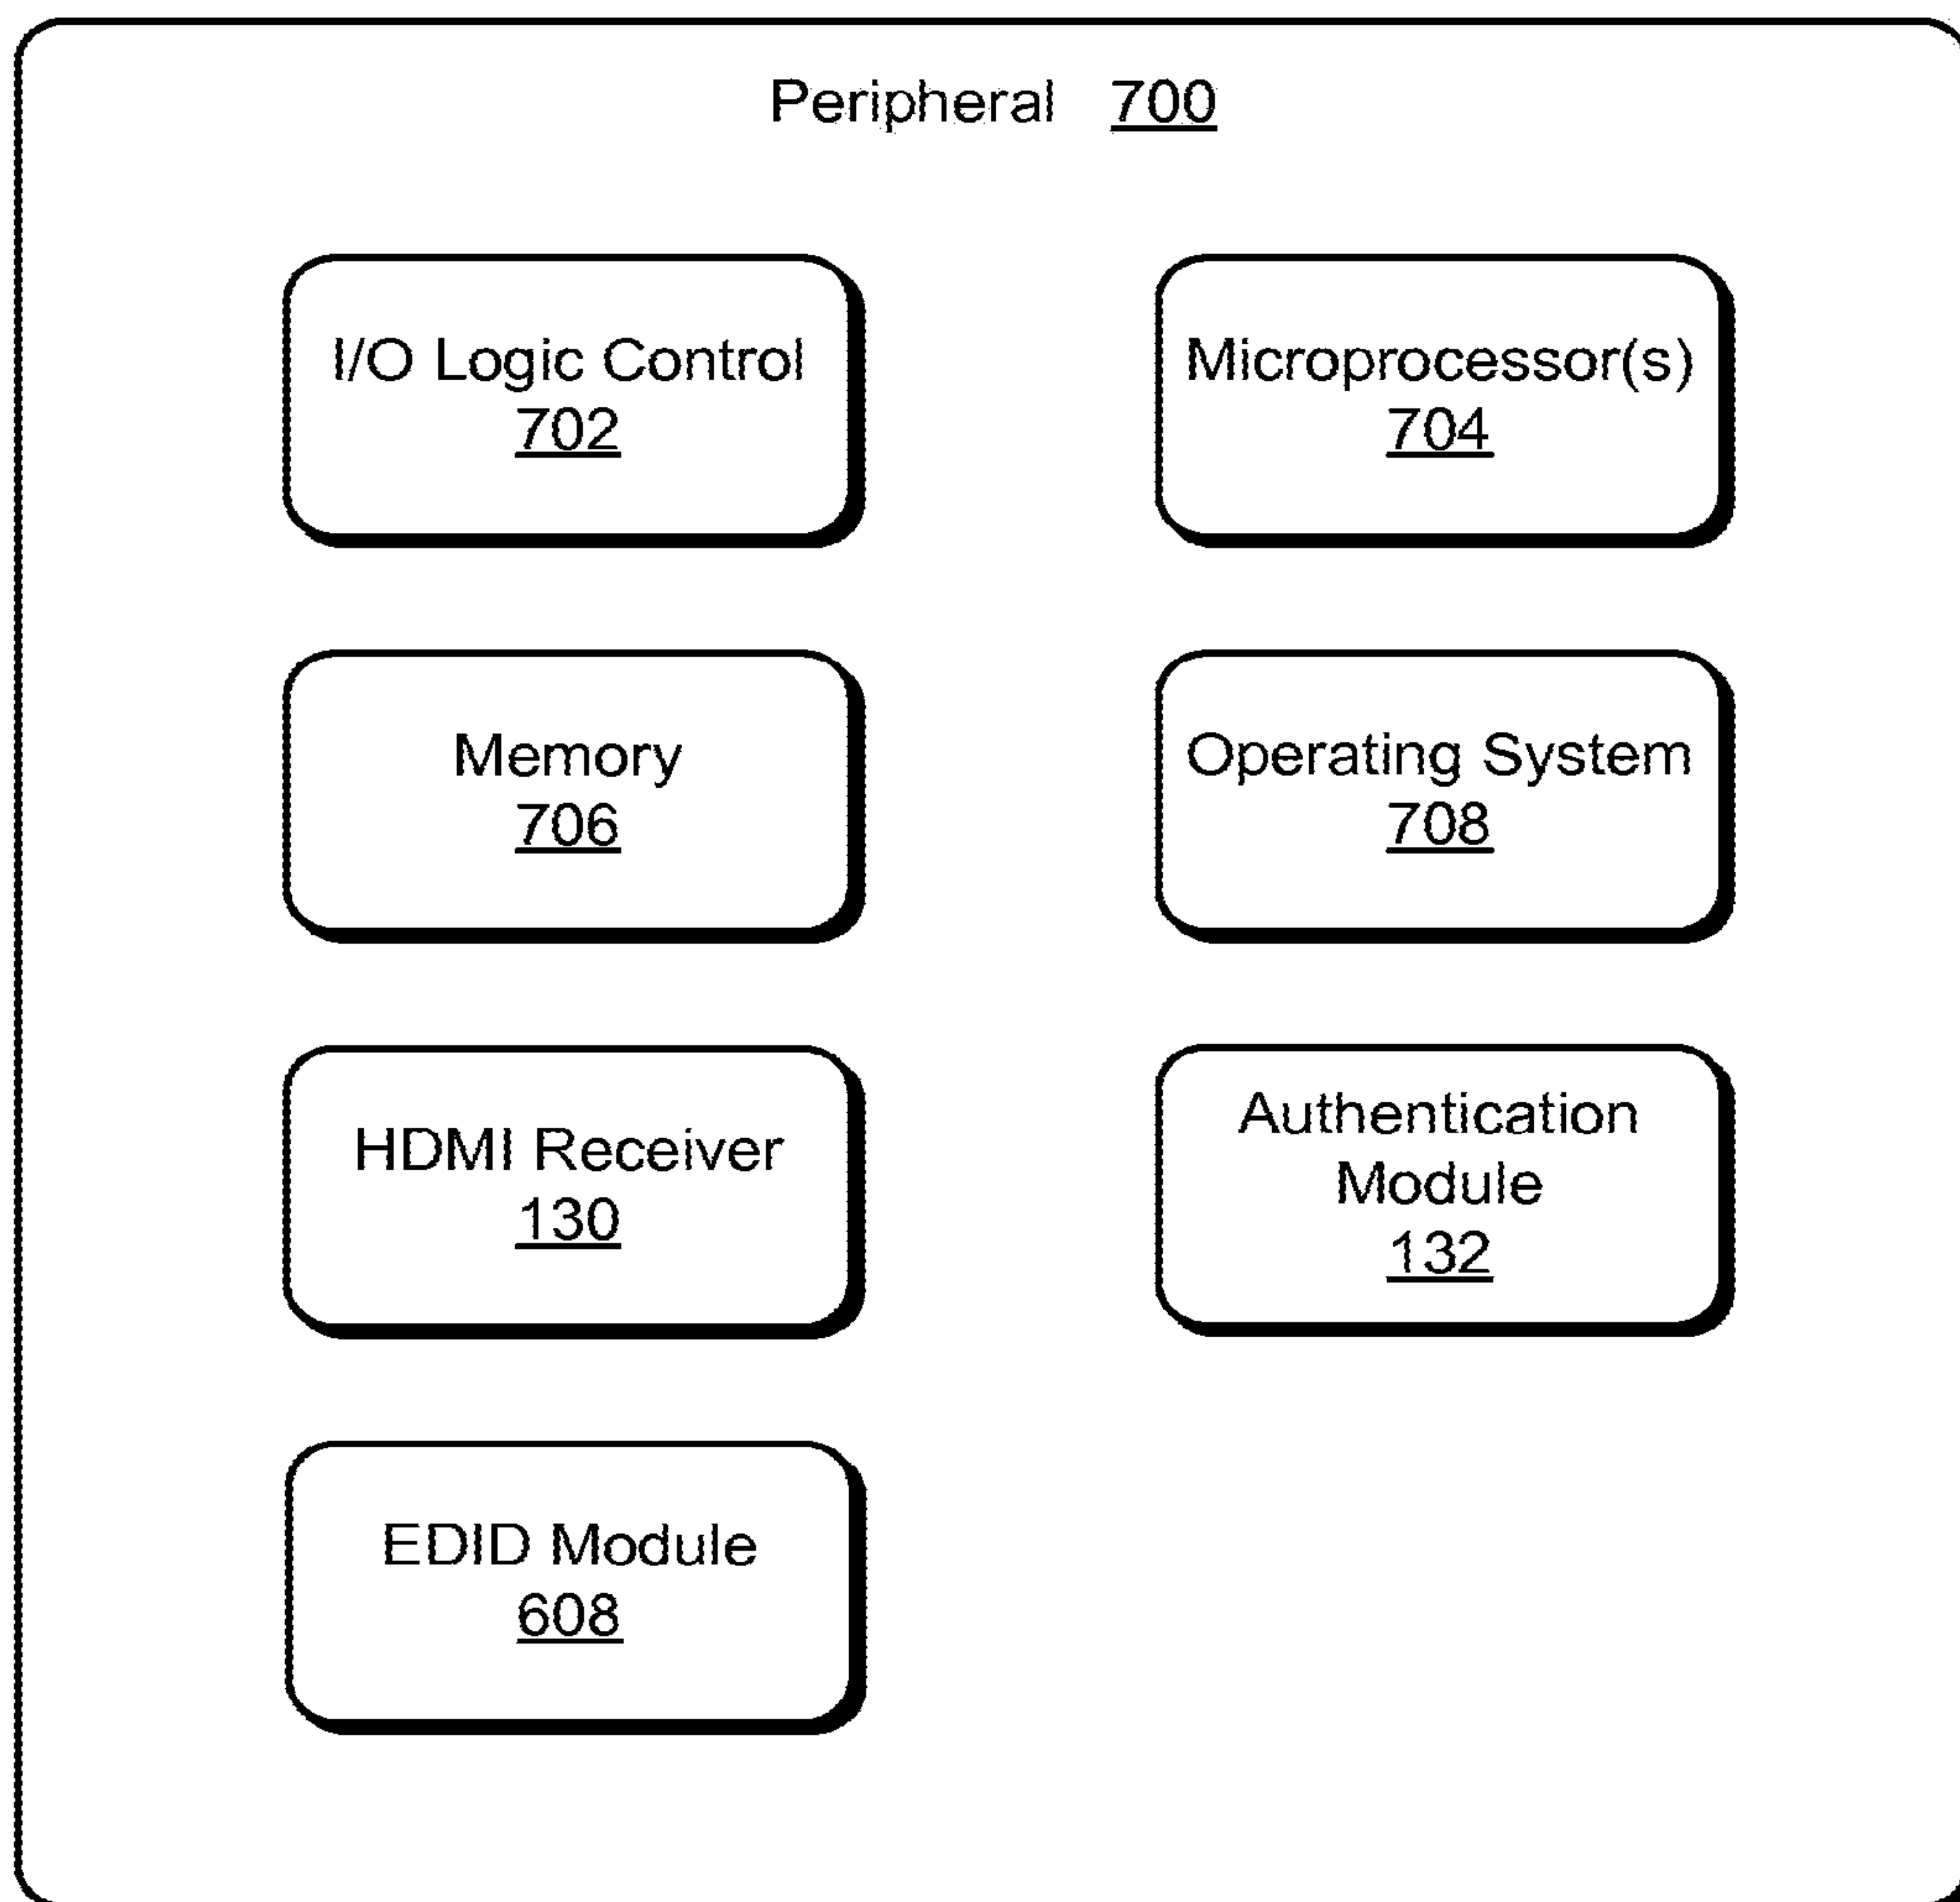 Peripheral 700
I/O Logic Control
702
Microprocessor(s)
704
Memory
706
Operating System
708
HDMI Receiver
130
Authentication
Module
132
EDID Module
608